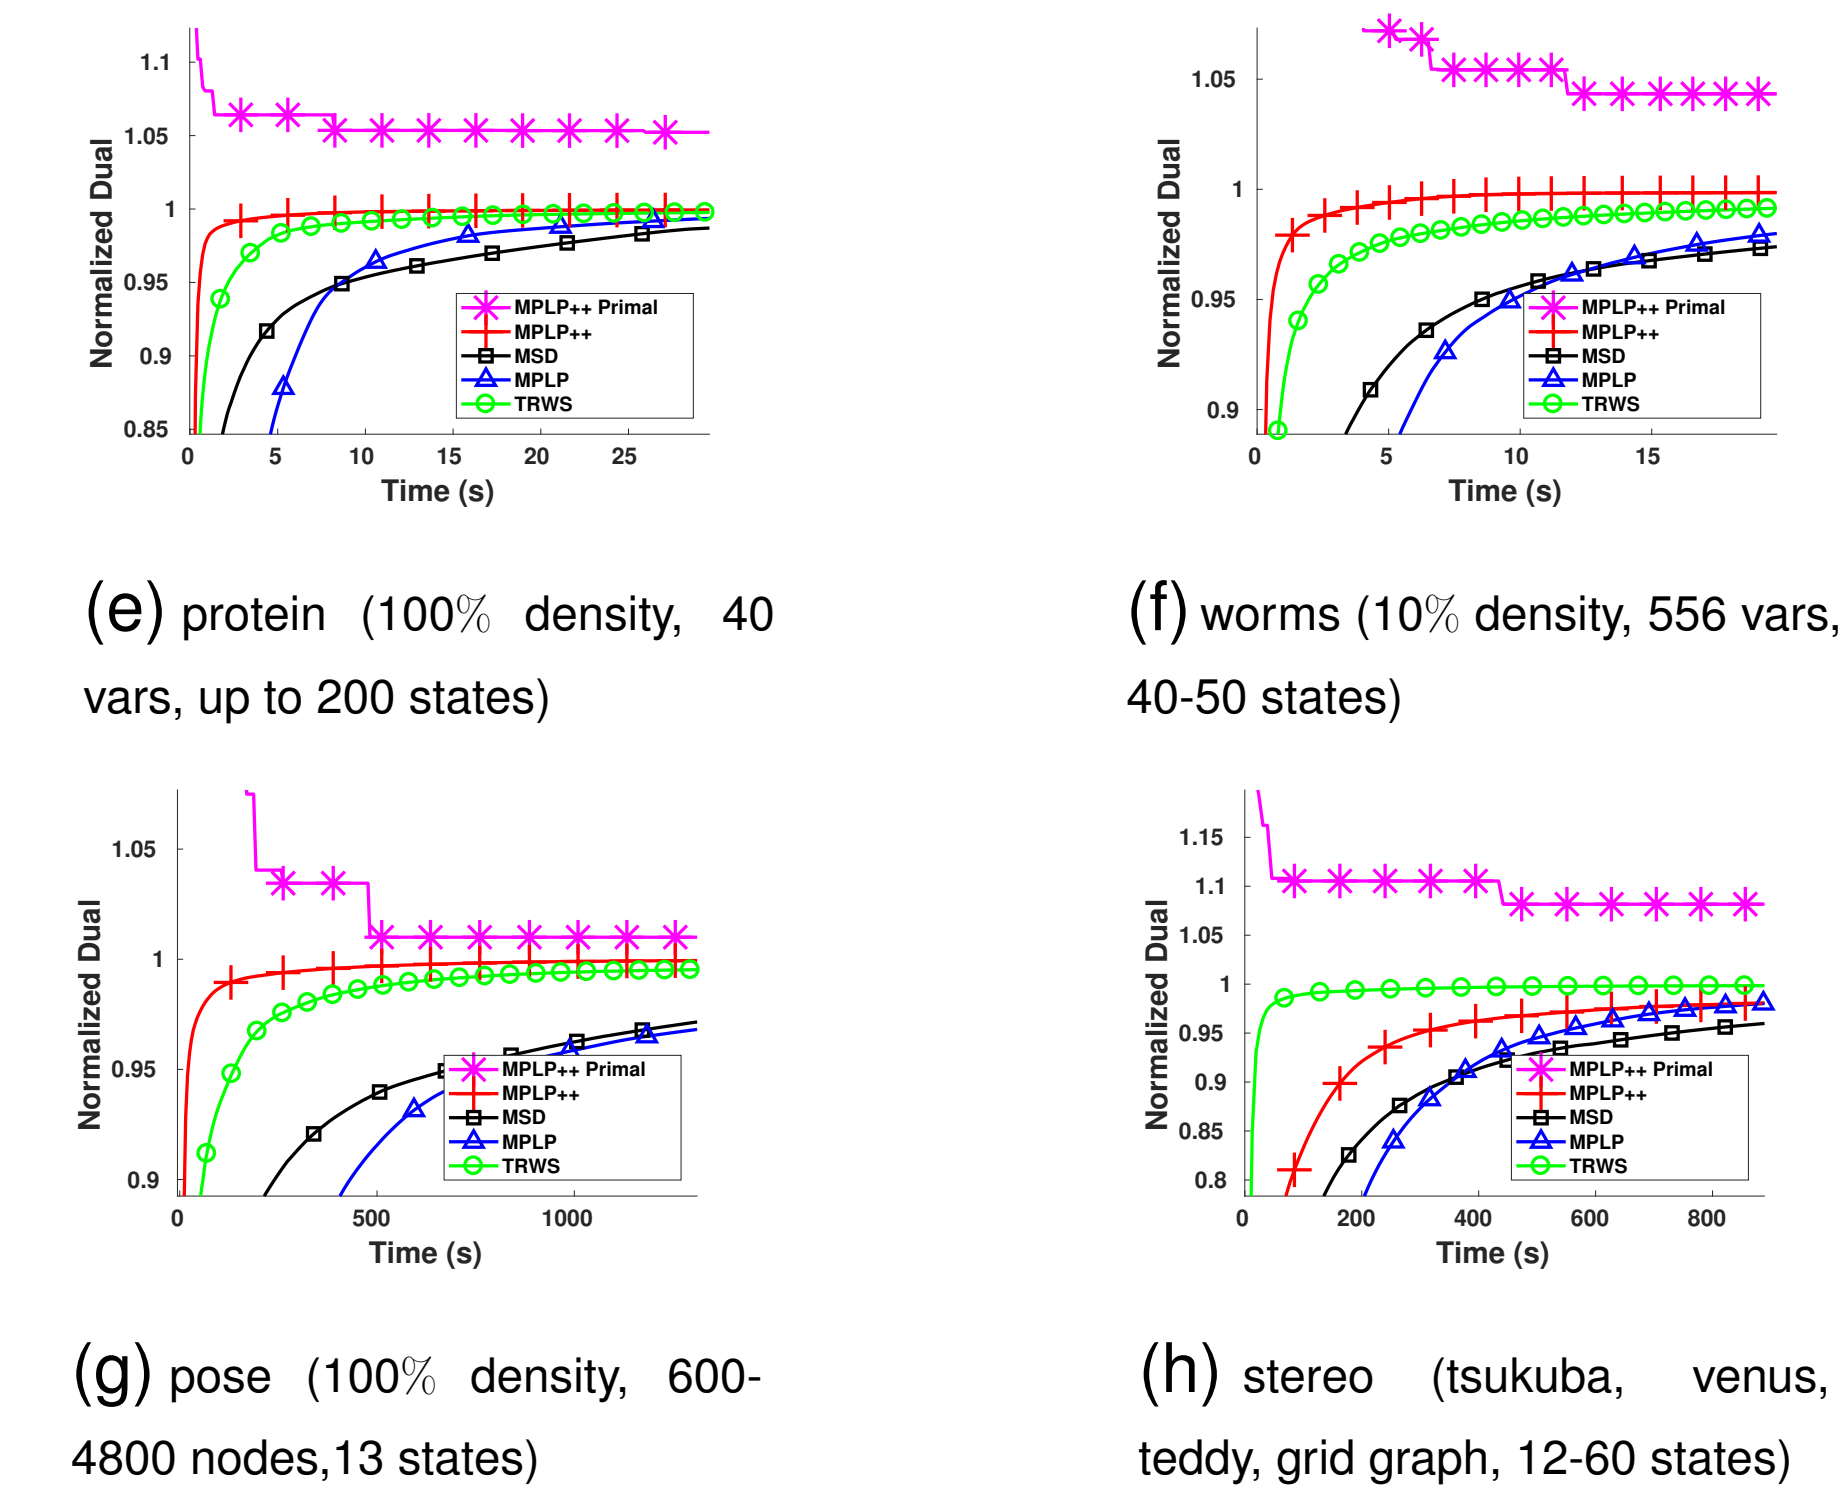 1.1
1.05
1
0.95
0.9
0.85
Normalized Dual
MPLP++ Primal
MPLP++
MSD
MPLP
TRWS
0 5 10 15 20 25
Time (s)
(e) protein (100% density, 40
vars, up to 200 states)
1.05
1
0.95
0.9
Normalized Dual
MPLP++ Primal
MPLP++
MSD
MPLP
TRWS
0 5 10 15
Time (s)
(f) worms (10% density, 556 vars,
40-50 states)
1.05
1
0.95
0.9
Normalized Dual
MPLP++ Primal
MPLP++
MSD
MPLP
TRWS
0 500 1000
Time (s)
(g) pose (100% density, 600-
4800 nodes,13 states)
1.15
1.1
1.05
1
0.95
0.9
0.85
0.8
Normalized Dual
MPLP++ Primal
MPLP++
MSD
MPLP
TRWS
0 200 400 600 800
Time (s)
(h) stereo (tsukuba, venus,
teddy, grid graph, 12-60 states)